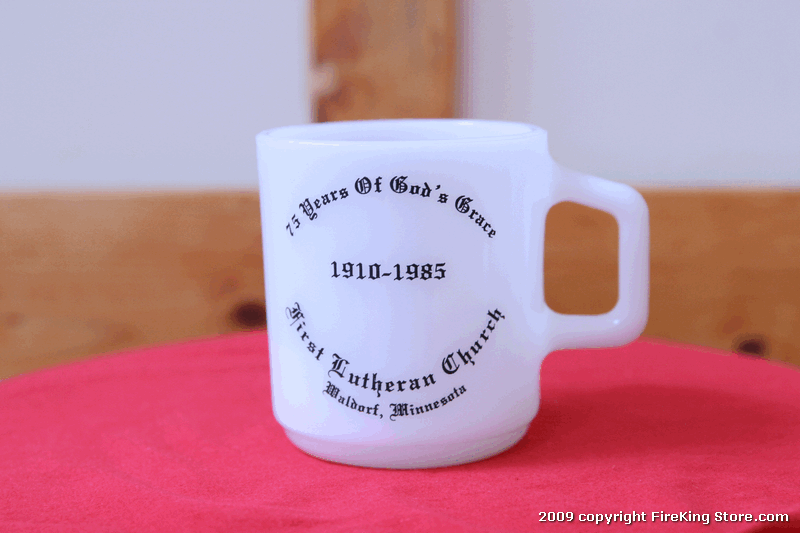 75 Years Of God's Grace
1910-1985
First Lutheran Church
Waldorf, Minnesota
2009 copyright FireKing Store.com